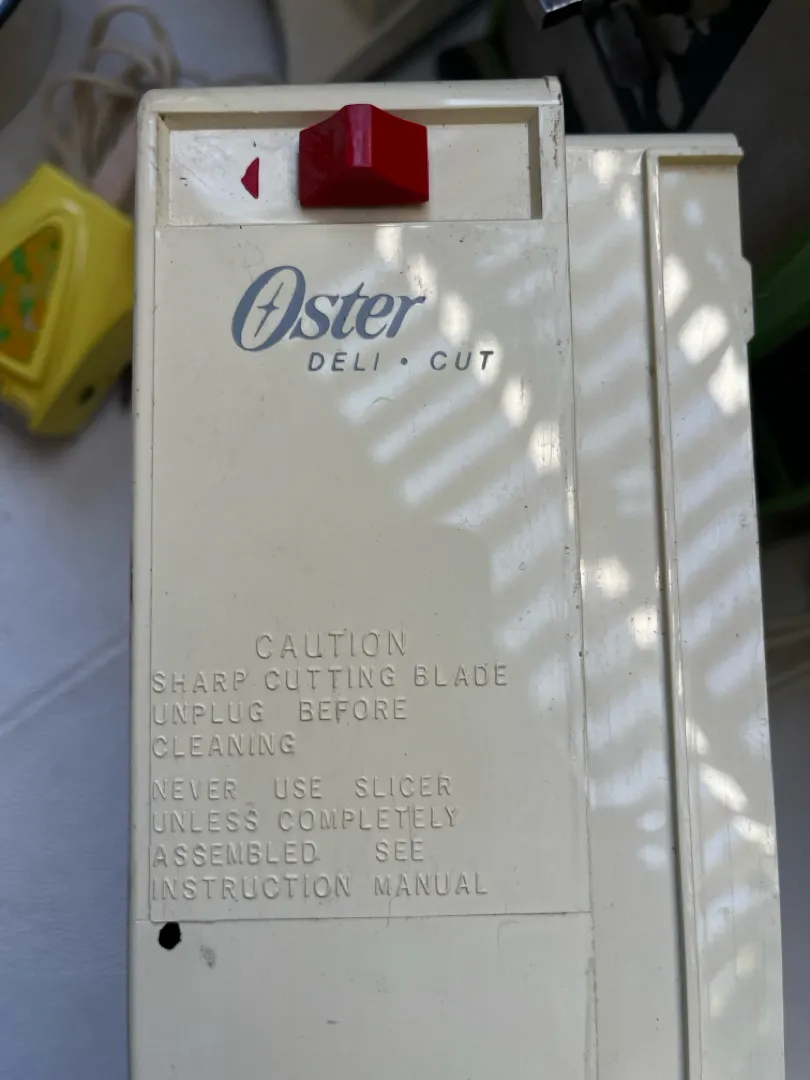 Oster
DELI • CUT
CAUTION
SHARP CUTTING BLADE
UNPLUG BEFORE
CLEANING
NEVER USE SLICER
UNLESS COMPLETELY
ASSEMBLED SEE
INSTRUCTION MANUAL